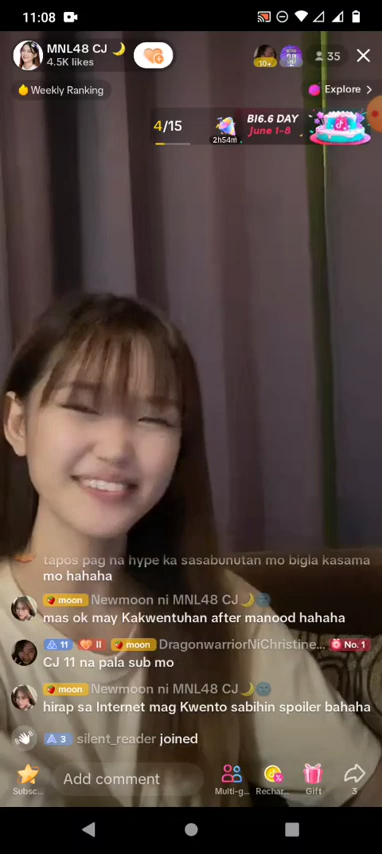 11:08
MNL48 CJ 🌙
4.5K likes
10+
35
Weekly Ranking
Explore >
4/15
2h54m
BI6.6 DAY
June 1-8
tapos pag na hype ka sasabunutan mo bigla kasama
mo hahaha
moon Newmoon ni MNL48 CJ🌙🌚
mas ok may Kakwentuhan after manood hahaha
11 II moon DragonwarriorNiChristine... No. 1
CJ 11 na pala sub mo
moon Newmoon ni MNL48 CJ🌙🌚
hirap sa Internet mag Kwento sabihin spoiler bahaha
3 silent_reader joined
Add comment
Subsc... Multi-g... Rechar... Gift 3